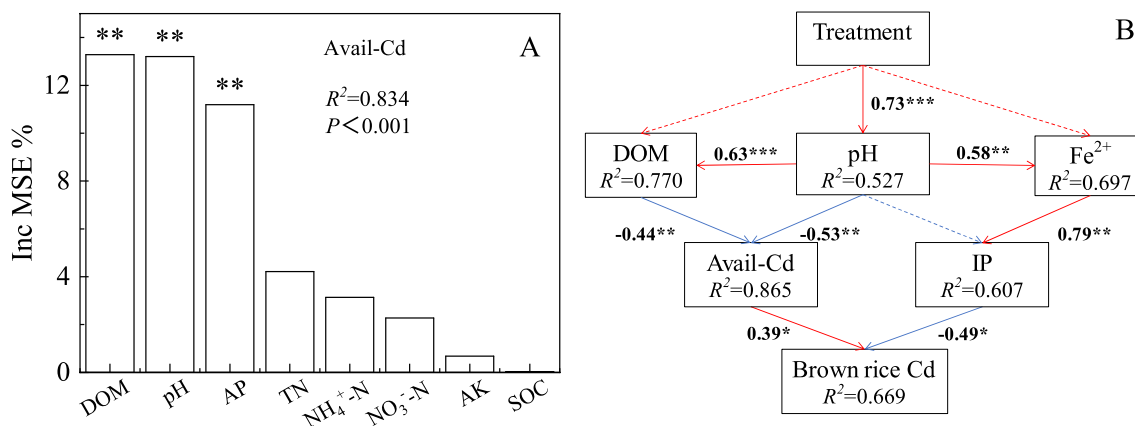 A
Avail-Cd
R²=0.834
P＜0.001
**
**
**
12
8
4
0
Inc MSE %
DOM
pH
AP
TN
NH₄⁺-N
NO₃⁻-N
AK
SOC
B
Treatment
0.73***
DOM
R²=0.770
0.63***
pH
R²=0.527
0.58**
Fe²⁺
R²=0.697
-0.44**
-0.53**
0.79**
Avail-Cd
R²=0.865
IP
R²=0.607
0.39*
-0.49*
Brown rice Cd
R²=0.669